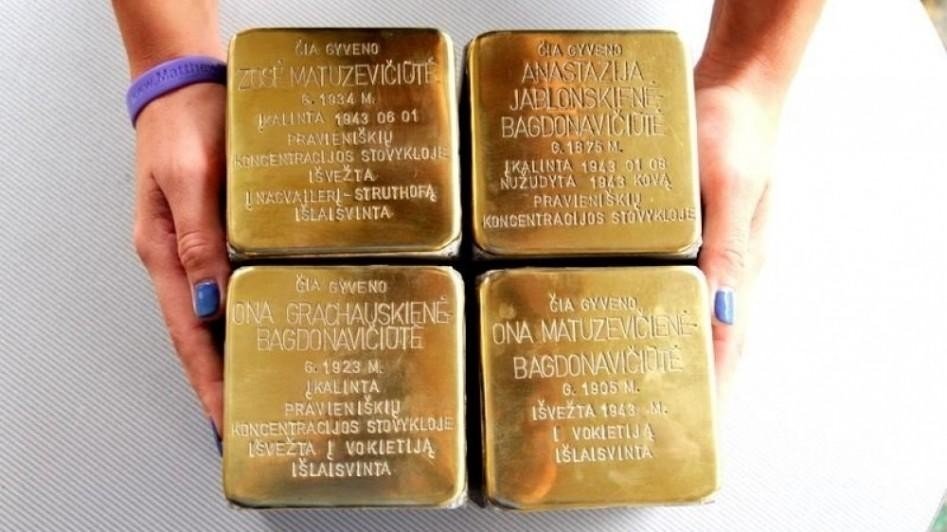 www.Matthew
ČIA GYVENO
ZOSĖ MATUZEVIČIŪTĖ
G. 1934 M.
ĮKALINTA 1943 06 01
PRAVIENIŠKIŲ
KONCENTRACIJOS STOVYKLOJE
IŠVEŽTA
Į NACVAILERĮ-STRUTHOFĄ
IŠLAISVINTA
ČIA GYVENO
ANASTAZIJA
JABLONSKIENĖ-
BAGDONAVIČIŪTĖ
G. 1875 M.
ĮKALINTA 1943 01 08
NUŽUDYTA 1943 KOVĄ
PRAVIENIŠKIŲ
KONCENTRACIJOS STOVYKLOJE
ČIA GYVENO
ONA GRACHAUSKIENĖ-
BAGDONAVIČIŪTĖ
G. 1923 M.
ĮKALINTA
PRAVIENIŠKIŲ
KONCENTRACIJOS STOVYKLOJE
IŠVEŽTA Į VOKIETIJĄ
IŠLAISVINTA
ČIA GYVENO
ONA MATUZEVIČIENĖ-
BAGDONAVIČIŪTĖ
G. 1905 M.
IŠVEŽTA 1943 M.
Į VOKIETIJĄ
IŠLAISVINTA